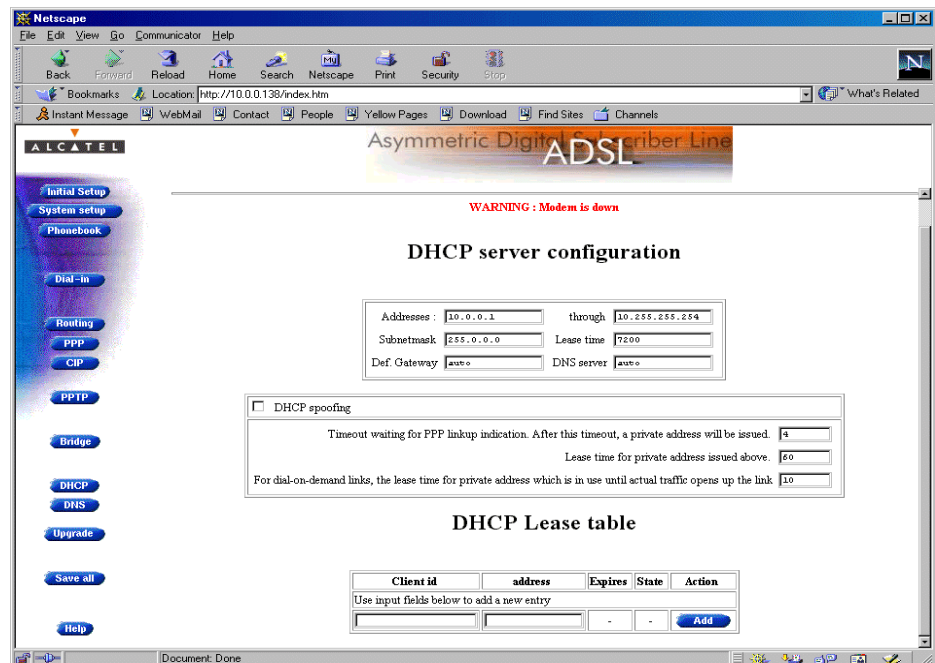 Netscape
File Edit View Go Communicator Help
Back Forward Reload Home Search Netscape Print Security Stop
My
N
Bookmarks Location: http://10.0.0.138/index.htm What's Related
Instant Message WebMail Contact People Yellow Pages Download Find Sites Channels
ALCATEL
Asymmetric Digital Subscriber Line
ADSL
Initial Setup
System setup
Phonebook
Dial-in
Routing
PPP
CIP
PPTP
Bridge
DHCP
DNS
Upgrade
Save all
Help
WARNING : Modem is down
DHCP server configuration
Addresses : 10.0.0.1 through 10.255.255.254
Subnetmask 255.0.0.0 Lease time 7200
Def. Gateway auto DNS server auto
DHCP spoofing
Timeout waiting for PPP linkup indication. After this timeout, a private address will be issued. 4
Lease time for private address issued above. 60
For dial-on-demand links, the lease time for private address which is in use until actual traffic opens up the link 10
DHCP Lease table
Client id address Expires State Action
Use input fields below to add a new entry
- - Add
Document: Done